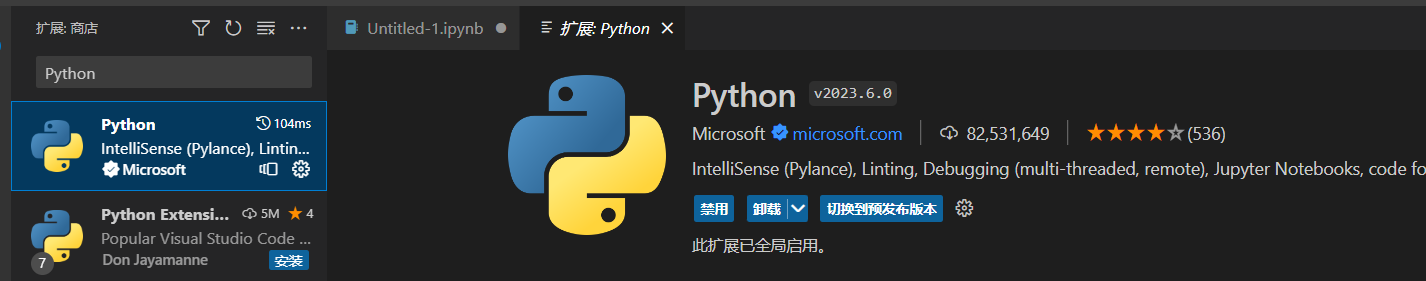 扩展: 商店
Python
Python 104ms
IntelliSense (Pylance), Lintin...
Microsoft
Python Extensi... 5M 4
Popular Visual Studio Code ...
7
Don Jayamanne 安装
Untitled-1.ipynb 扩展: Python
Python v2023.6.0
Microsoft microsoft.com 82,531,649 (536)
IntelliSense (Pylance), Linting, Debugging (multi-threaded, remote), Jupyter Notebooks, code fo
禁用 卸载 切换到预发布版本
此扩展已全局启用。